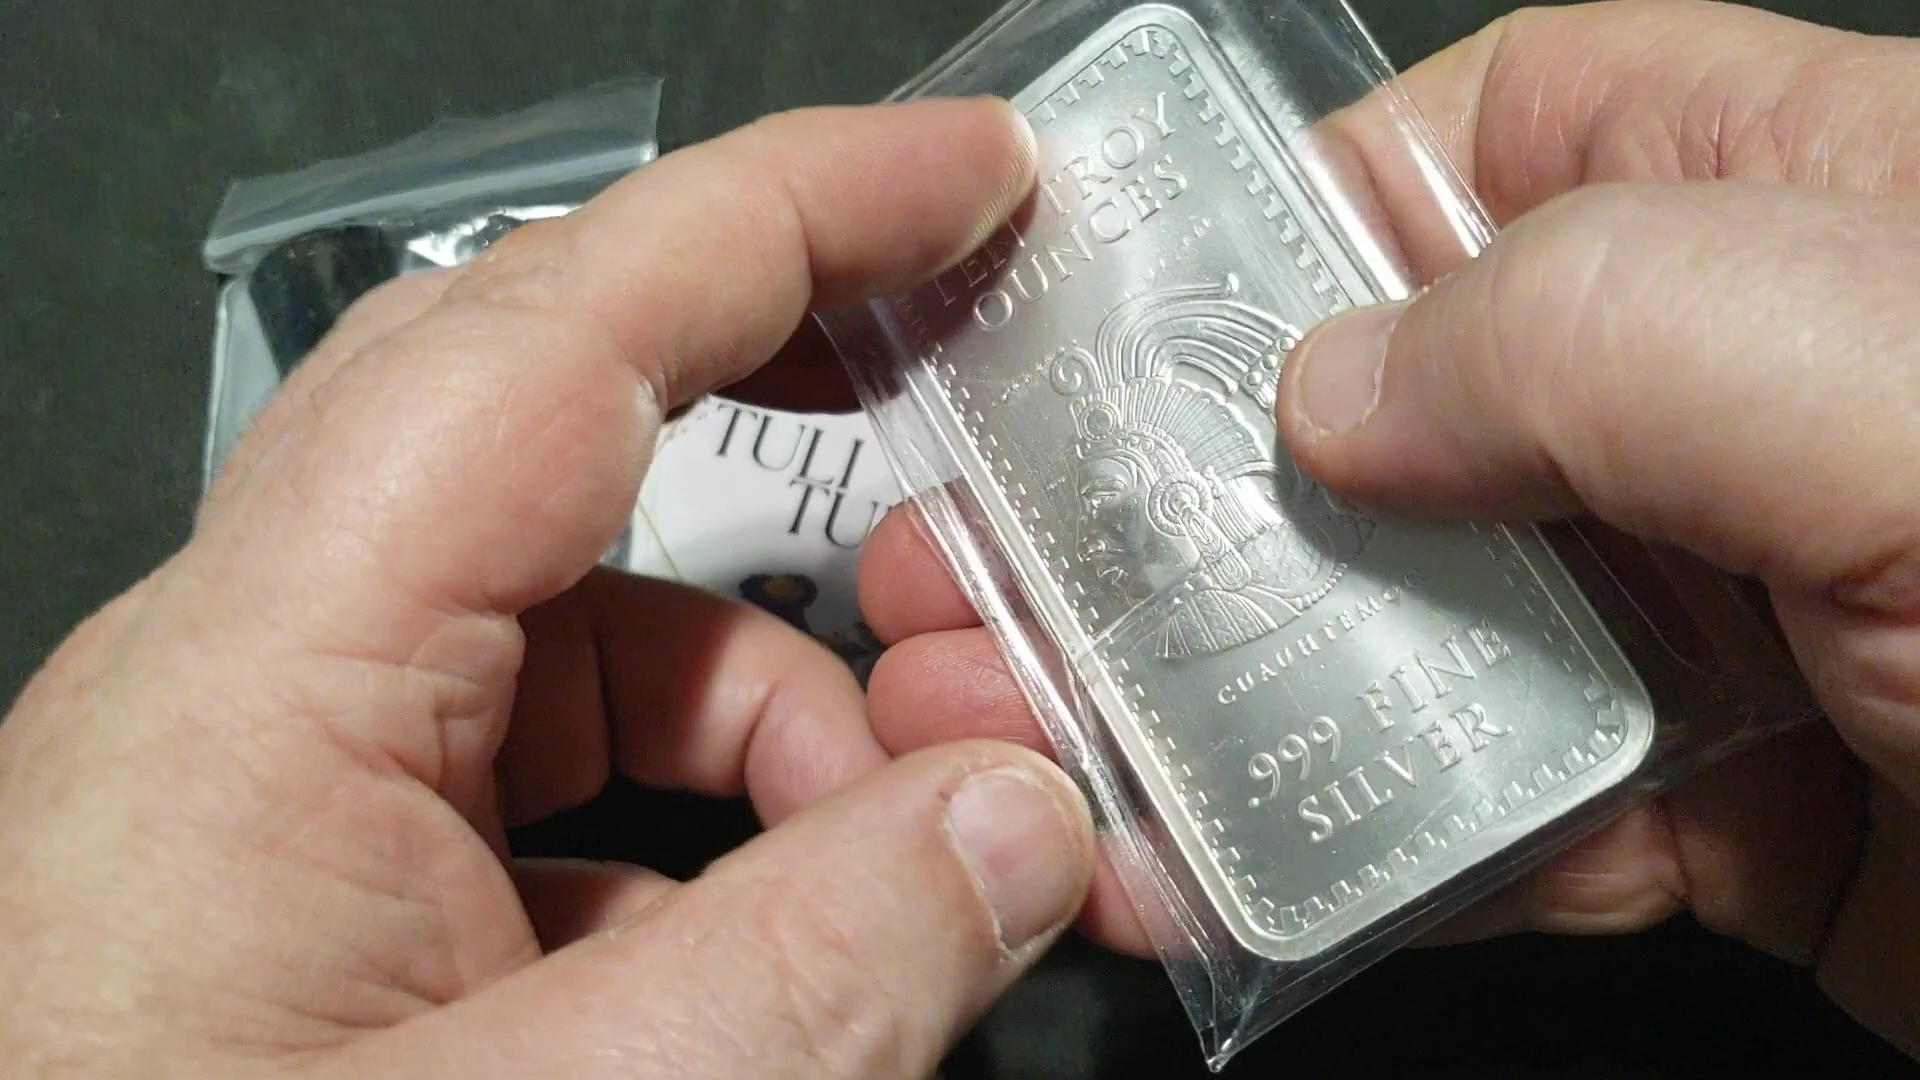 TEN TROY
OUNCES
CUAUHTEMOC
.999 FINE
SILVER
TULI
TU